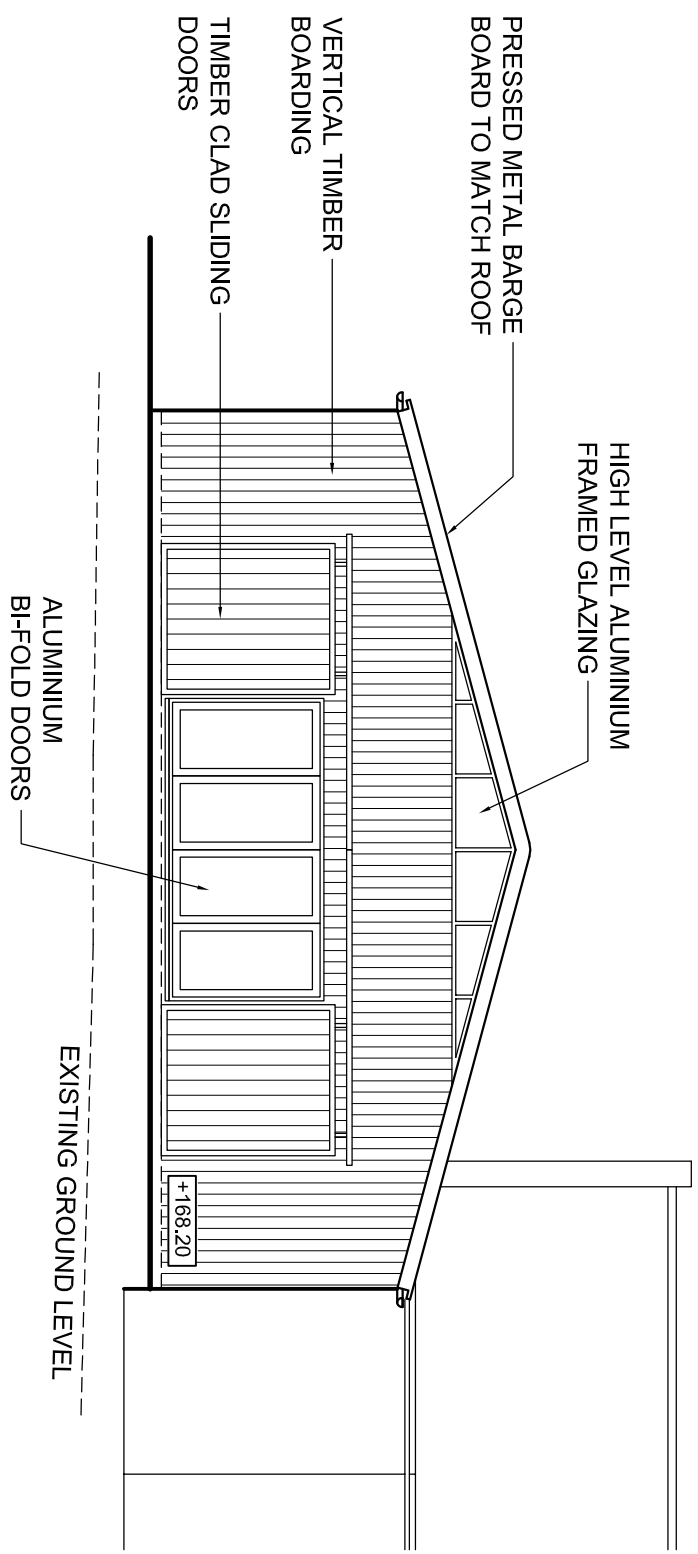 PRESSED METAL BARGE
BOARD TO MATCH ROOF
HIGH LEVEL ALUMINIUM
FRAMED GLAZING
VERTICAL TIMBER
BOARDING
TIMBER CLAD SLIDING
DOORS
+168.20
ALUMINIUM
BI-FOLD DOORS
EXISTING GROUND LEVEL